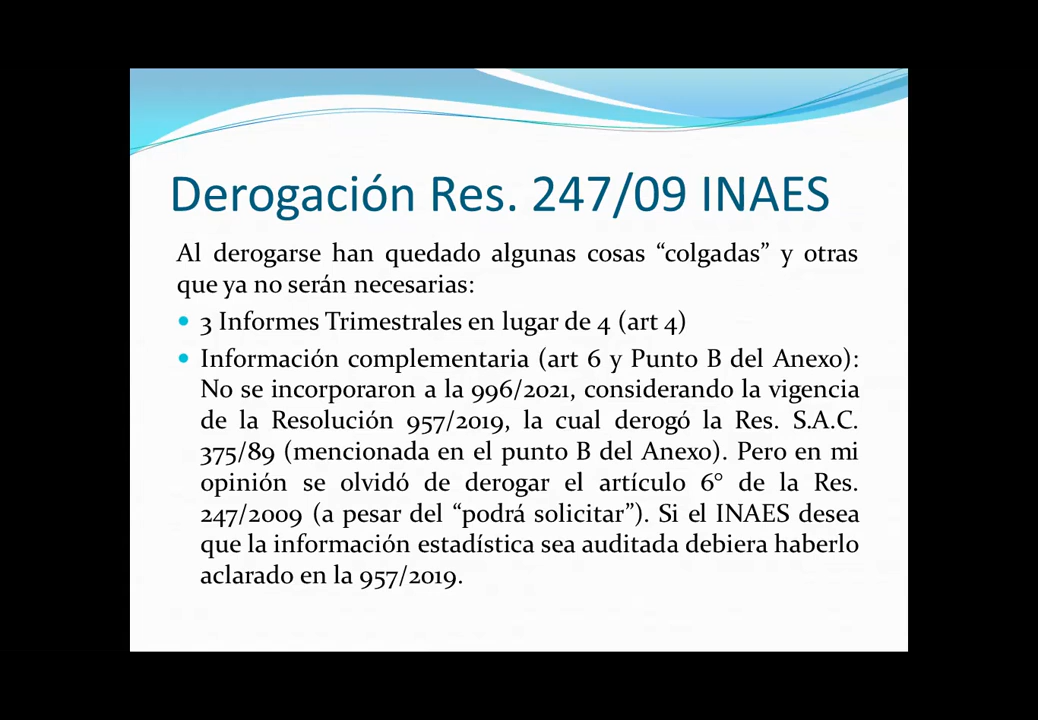 Derogación Res. 247/09 INAES
Al derogarse han quedado algunas cosas “colgadas” y otras
que ya no serán necesarias:
• 3 Informes Trimestrales en lugar de 4 (art 4)
• Información complementaria (art 6 y Punto B del Anexo):
No se incorporaron a la 996/2021, considerando la vigencia
de la Resolución 957/2019, la cual derogó la Res. S.A.C.
375/89 (mencionada en el punto B del Anexo). Pero en mi
opinión se olvidó de derogar el artículo 6° de la Res.
247/2009 (a pesar del “podrá solicitar”). Si el INAES desea
que la información estadística sea auditada debiera haberlo
aclarado en la 957/2019.